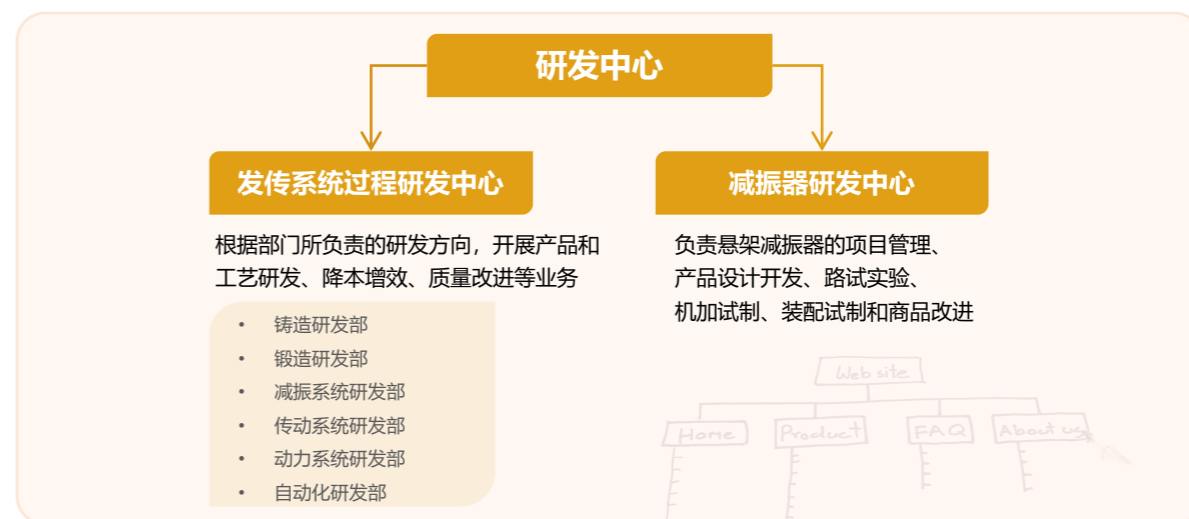 研发中心
发传系统过程研发中心
根据部门所负责的研发方向，开展产品和
工艺研发、降本增效、质量改进等业务
• 铸造研发部
• 锻造研发部
• 减振系统研发部
• 传动系统研发部
• 动力系统研发部
• 自动化研发部
减振器研发中心
负责悬架减振器的项目管理、
产品设计开发、路试实验、
机加试制、装配试制和商品改进
Web site
Home
Product
FAQ
About us